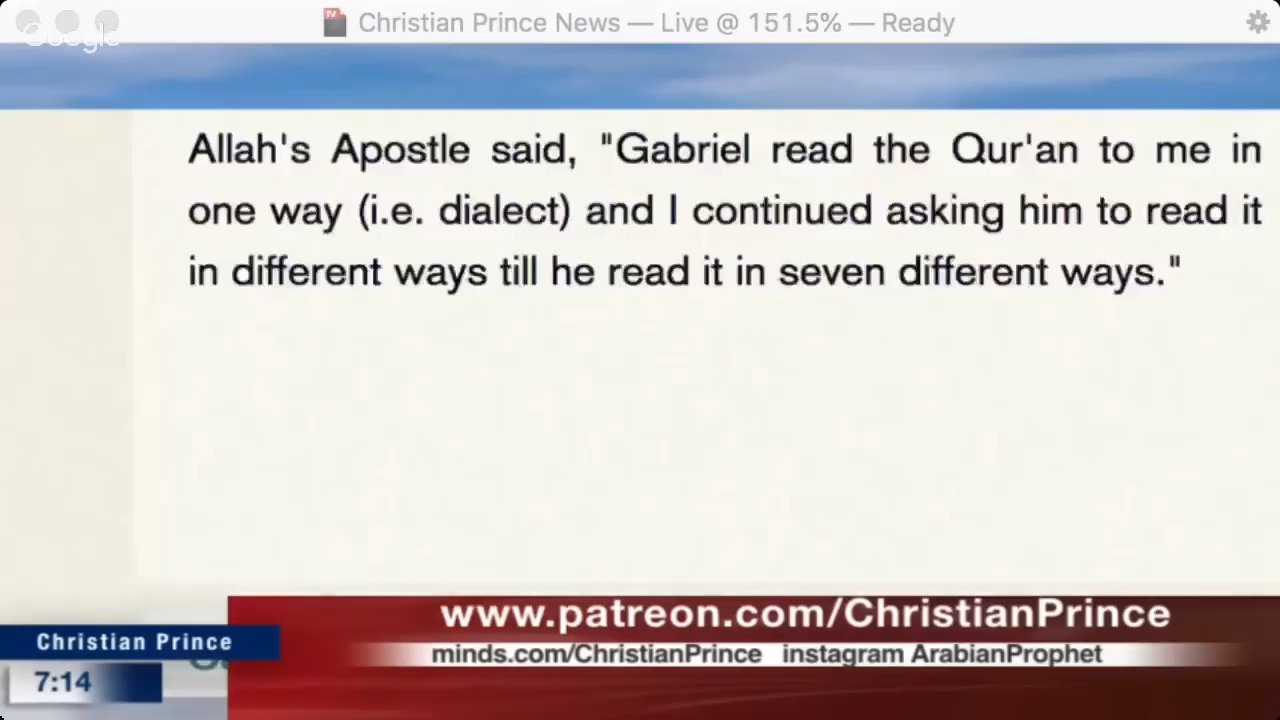 Google
TV
Christian Prince News — Live @ 151.5% — Ready
Allah's Apostle said, "Gabriel read the Qur'an to me in
one way (i.e. dialect) and I continued asking him to read it
in different ways till he read it in seven different ways."
www.patreon.com/ChristianPrince
Christian Prince
minds.com/ChristianPrince instagram ArabianProphet
7:14